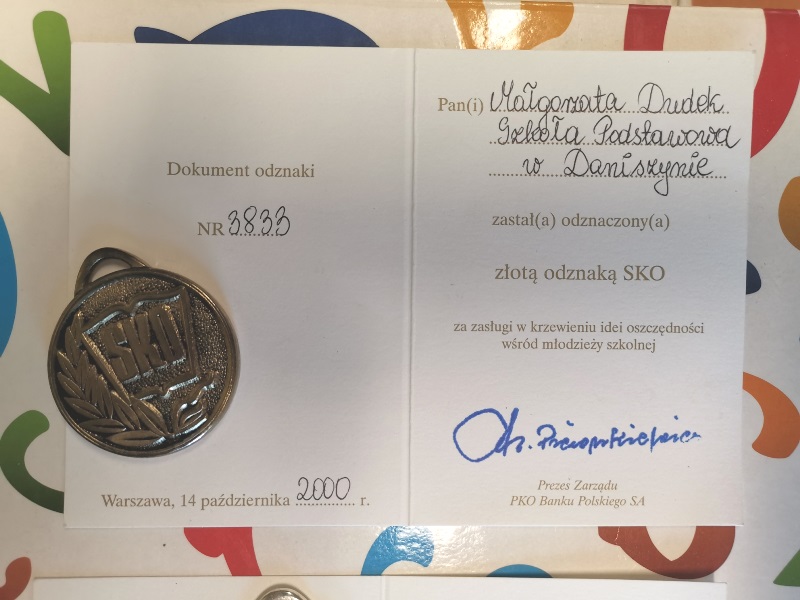 Dokument odznaki
NR 3833
SKO
Warszawa, 14 października 2000 r.
Pan(i) Małgorzata Dudek
Szkoła Podstawowa
w Daniszynie
zastał(a) odznaczony(a)
złotą odznaką SKO
za zasługi w krzewieniu idei oszczędności
wśród młodzieży szkolnej
Prezes Zarządu
PKO Banku Polskiego SA